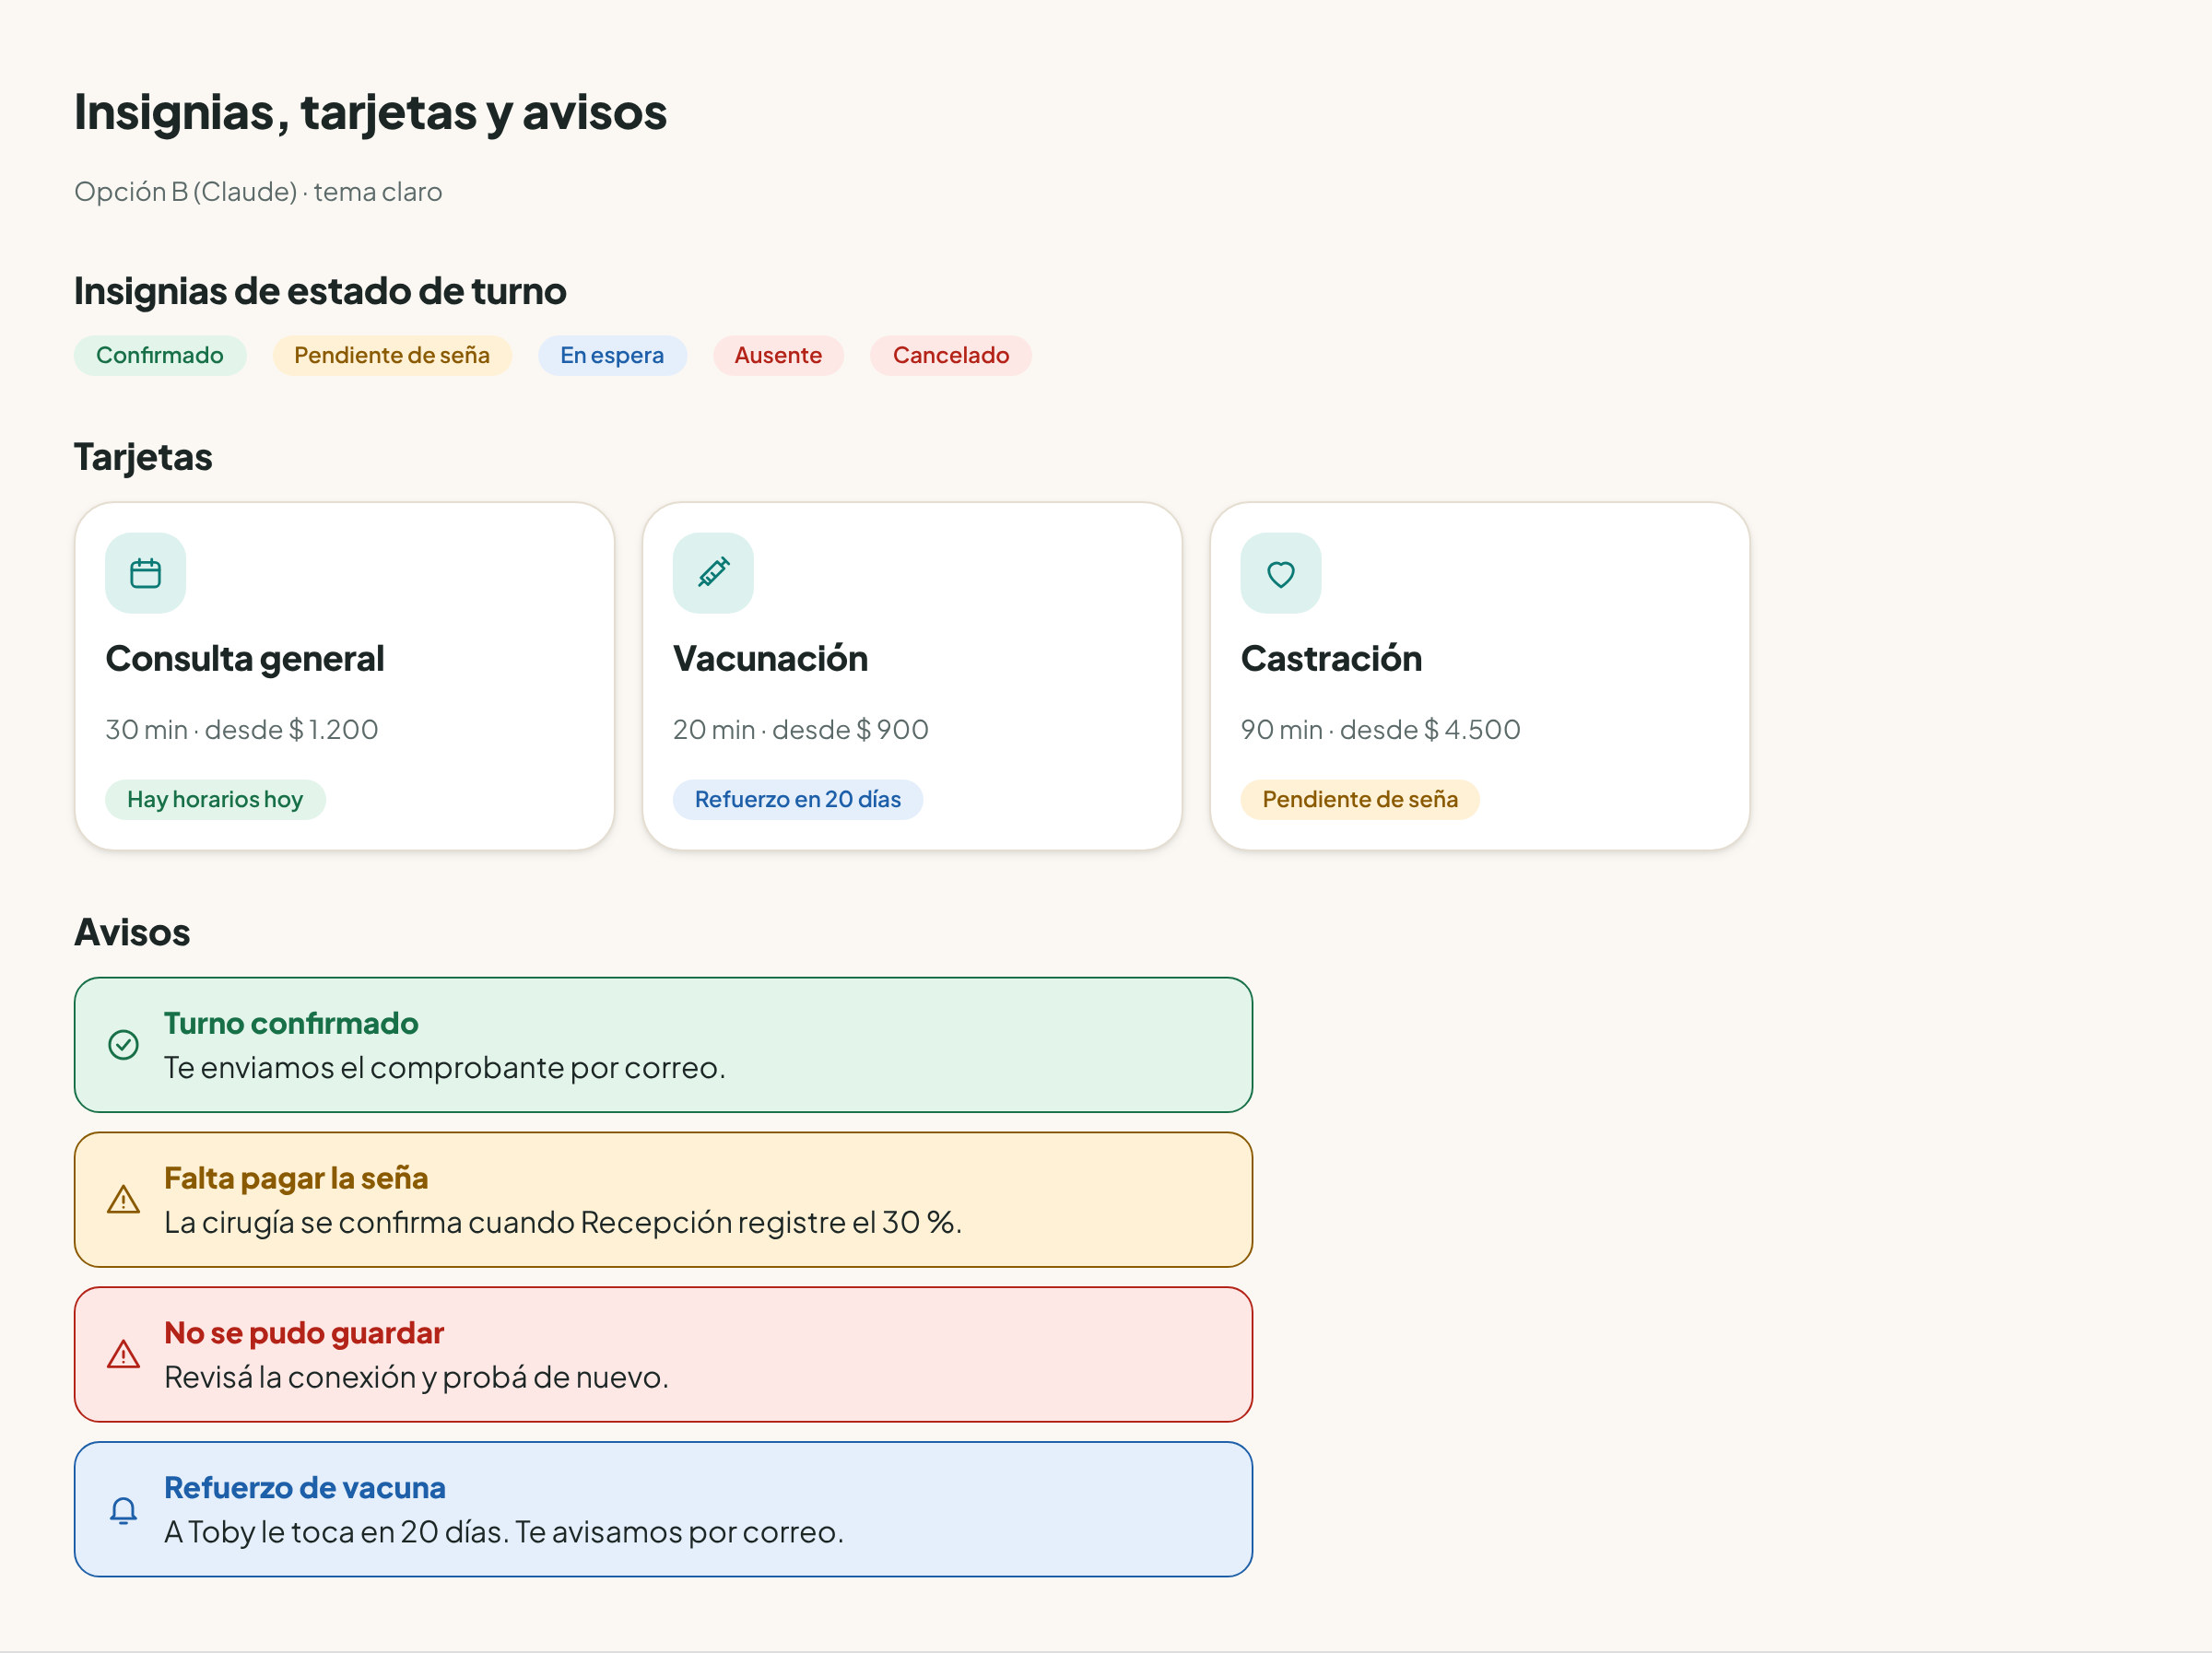 Insignias, tarjetas y avisos
Opción B (Claude) · tema claro
Insignias de estado de turno
Confirmado
Pendiente de seña
En espera
Ausente
Cancelado
Tarjetas
Consulta general
30 min · desde $ 1.200
Hay horarios hoy
Vacunación
20 min · desde $ 900
Refuerzo en 20 días
Castración
90 min · desde $ 4.500
Pendiente de seña
Avisos
Turno confirmado
Te enviamos el comprobante por correo.
Falta pagar la seña
La cirugía se confirma cuando Recepción registre el 30 %.
No se pudo guardar
Revisá la conexión y probá de nuevo.
Refuerzo de vacuna
A Toby le toca en 20 días. Te avisamos por correo.